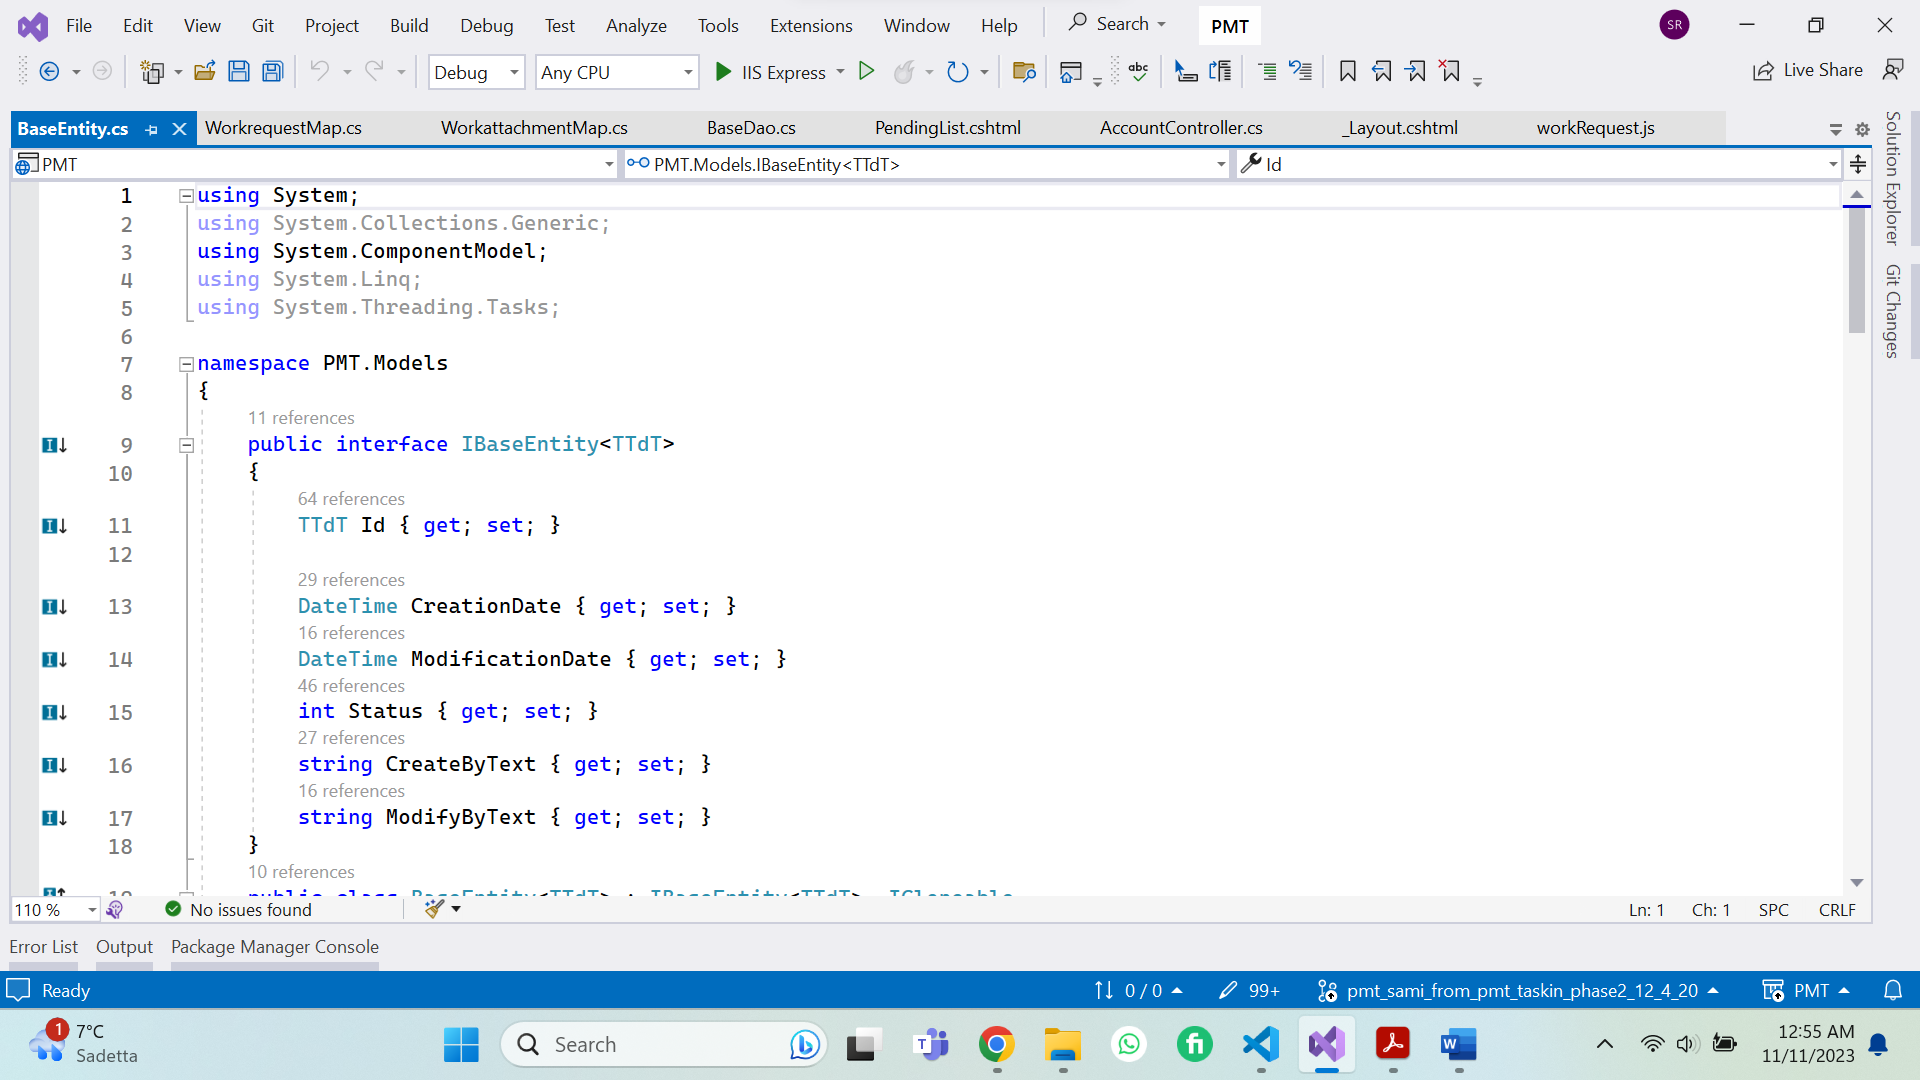 File Edit View Git Project Build Debug Test Analyze Tools Extensions Window Help Search PMT SR
Debug Any CPU IIS Express abc Live Share
BaseEntity.cs WorkrequestMap.cs WorkattachmentMap.cs BaseDao.cs PendingList.cshtml AccountController.cs _Layout.cshtml workRequest.js
PMT PMT.Models.IBaseEntity<TTdT> Id
Solution Explorer
Git Changes
1 using System;
2 using System.Collections.Generic;
3 using System.ComponentModel;
4 using System.Linq;
5 using System.Threading.Tasks;
6
7 namespace PMT.Models
8 {
11 references
9 public interface IBaseEntity<TTdT>
10 {
64 references
11 TTdT Id { get; set; }
12
29 references
13 DateTime CreationDate { get; set; }
16 references
14 DateTime ModificationDate { get; set; }
46 references
15 int Status { get; set; }
27 references
16 string CreateByText { get; set; }
16 references
17 string ModifyByText { get; set; }
18 }
10 references
public class BaseEntity<TTdT> : IBaseEntity<TTdT>, ICloneable
110 % No issues found Ln: 1 Ch: 1 SPC CRLF
Error List Output Package Manager Console
Ready 0 / 0 99+ pmt_sami_from_pmt_taskin_phase2_12_4_20 PMT
1 7°C
Sadetta
Search
12:55 AM
11/11/2023